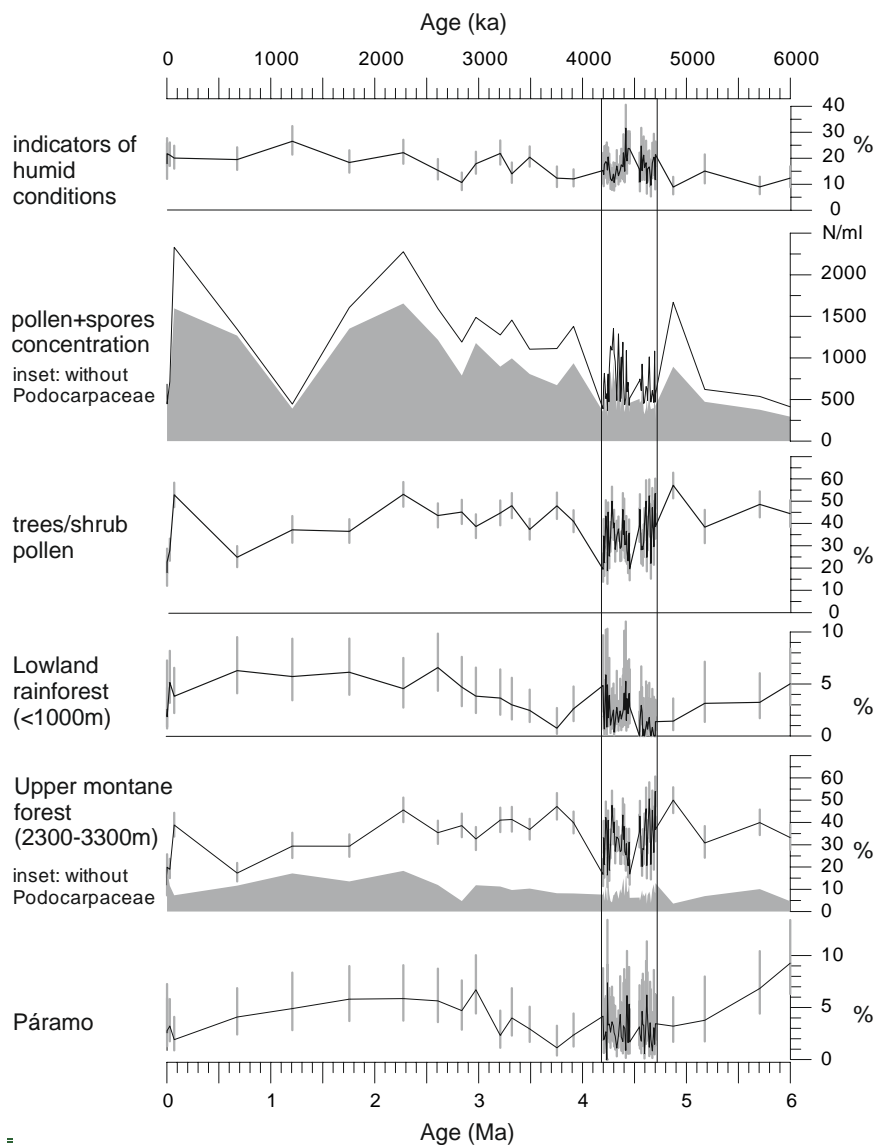 Age (ka)
0 1000 2000 3000 4000 5000 6000
indicators of
humid
conditions
40
30
20
10
0
%
N/ml
2000
1500
1000
500
0
pollen+spores
concentration
inset: without
Podocarpaceae
trees/shrub
pollen
60
50
40
30
20
10
0
%
Lowland
rainforest
(<1000m)
10
5
0
%
Upper montane
forest
(2300-3300m)
inset: without
Podocarpaceae
60
50
40
30
20
10
0
%
Páramo
10
5
0
%
0 1 2 3 4 5 6
Age (Ma)